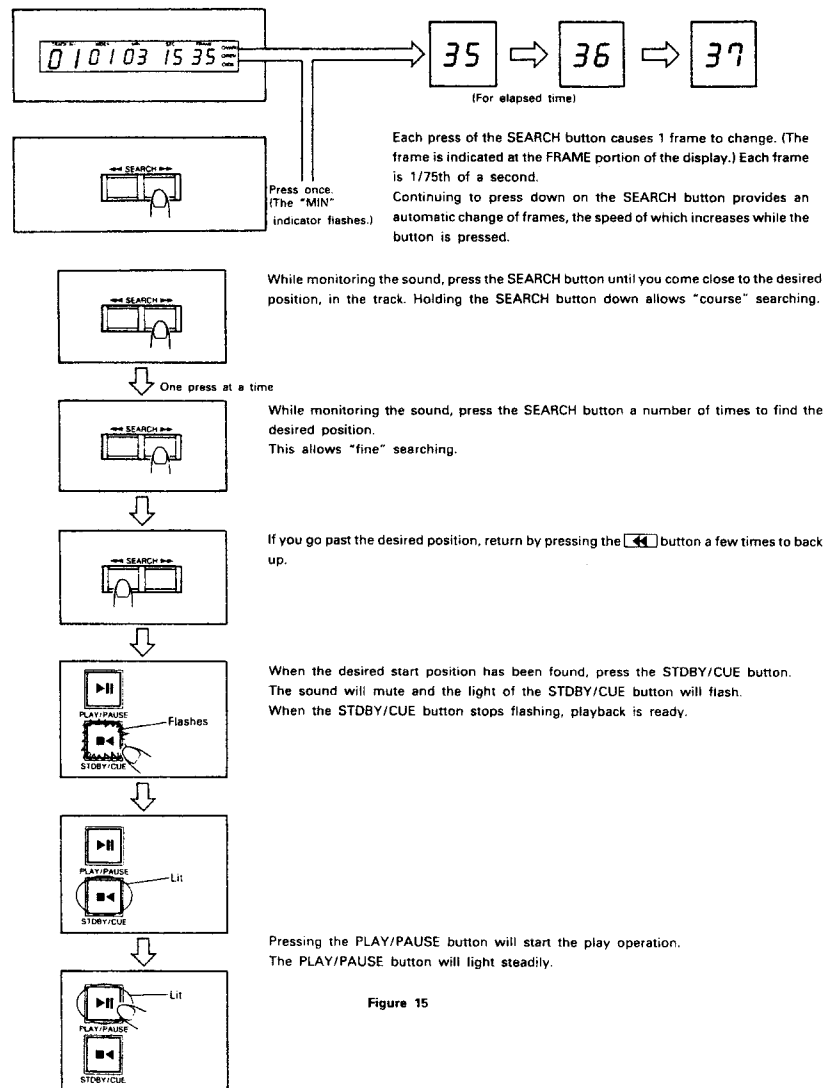 01 01 03 15 35
35 36 37
(For elapsed time)
◄◄ SEARCH ►►
Press once.
(The "MIN"
indicator flashes.)
Each press of the SEARCH button causes 1 frame to change. (The
frame is indicated at the FRAME portion of the display.) Each frame
is 1/75th of a second.
Continuing to press down on the SEARCH button provides an
automatic change of frames, the speed of which increases while the
button is pressed.
◄◄ SEARCH ►►
While monitoring the sound, press the SEARCH button until you come close to the desired
position, in the track. Holding the SEARCH button down allows "course" searching.
One press at a time
◄◄ SEARCH ►►
While monitoring the sound, press the SEARCH button a number of times to find the
desired position.
This allows "fine" searching.
◄◄ SEARCH ►►
If you go past the desired position, return by pressing the ◄◄ button a few times to back
up.
PLAY/PAUSE
Flashes
STDBY/CUE
When the desired start position has been found, press the STDBY/CUE button.
The sound will mute and the light of the STDBY/CUE button will flash.
When the STDBY/CUE button stops flashing, playback is ready.
PLAY/PAUSE
Lit
STDBY/CUE
Pressing the PLAY/PAUSE button will start the play operation.
The PLAY/PAUSE button will light steadily.
Lit
PLAY/PAUSE
STDBY/CUE
Figure 15